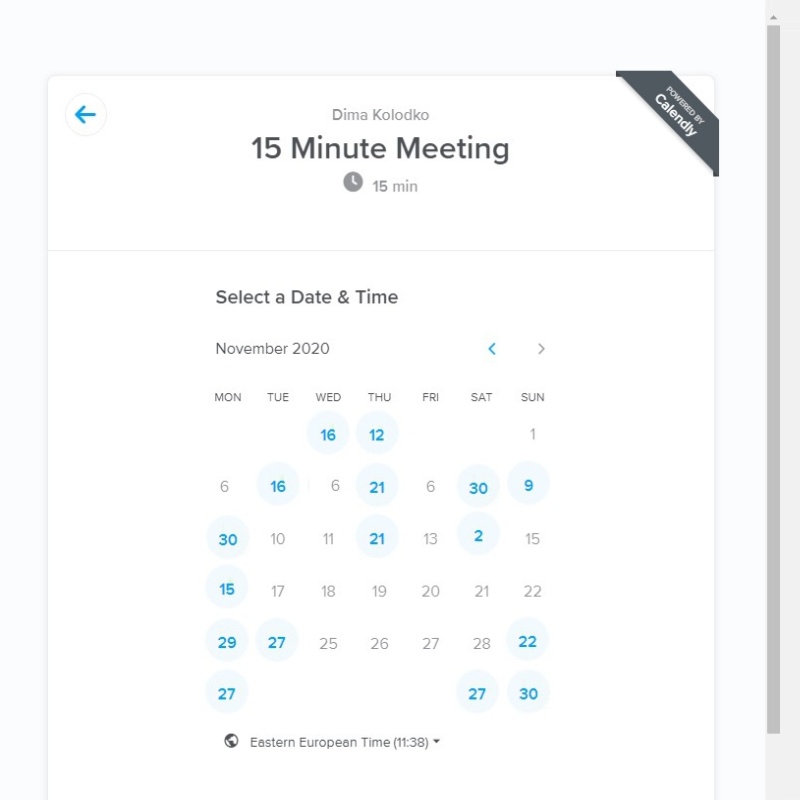 POWERED BY
Calendly
Dima Kolodko
15 Minute Meeting
15 min
Select a Date & Time
November 2020
MON TUE WED THU FRI SAT SUN
16 12 1
6 16 6 21 6 30 9
30 10 11 21 13 2 15
15 17 18 19 20 21 22
29 27 25 26 27 28 22
27 27 30
Eastern European Time (11:38)